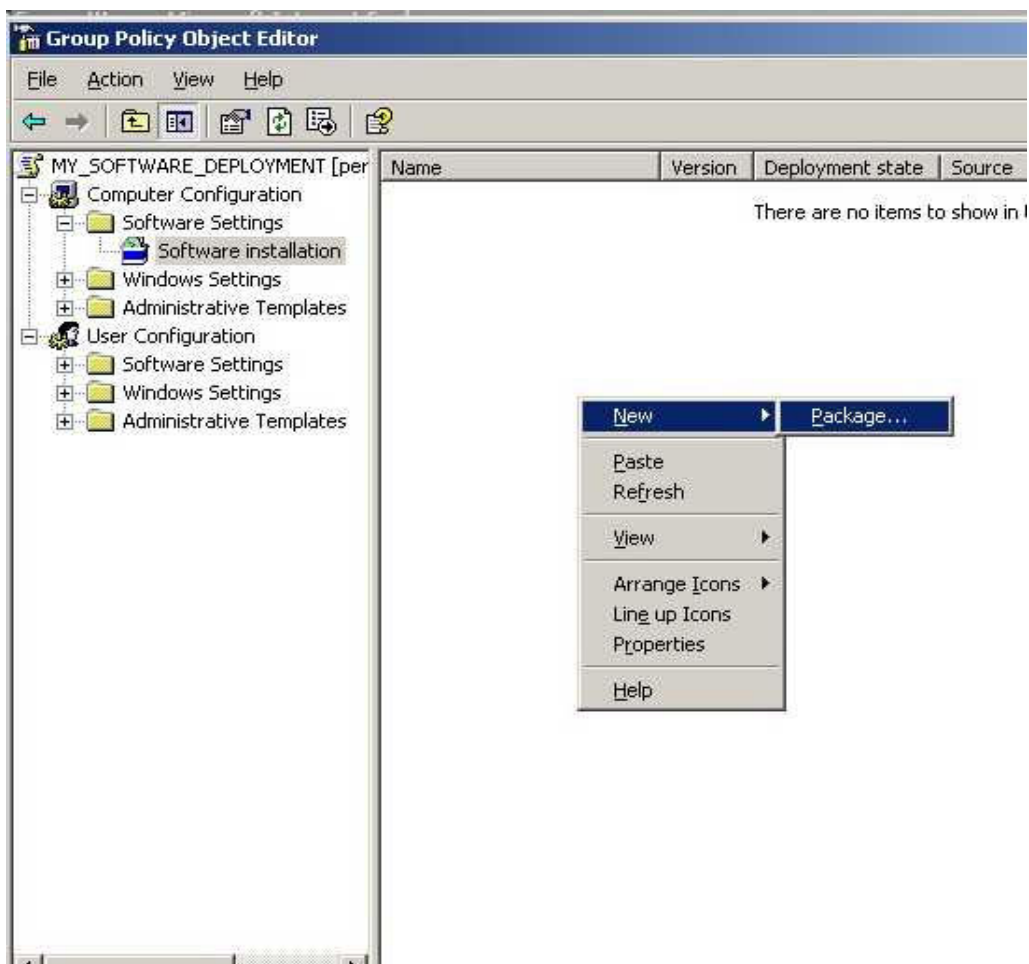 Group Policy Object Editor
File Action View Help
MY_SOFTWARE_DEPLOYMENT [per
Computer Configuration
Software Settings
Software installation
Windows Settings
Administrative Templates
User Configuration
Software Settings
Windows Settings
Administrative Templates
Name Version Deployment state Source
There are no items to show in
New Package...
Paste
Refresh
View
Arrange Icons
Line up Icons
Properties
Help